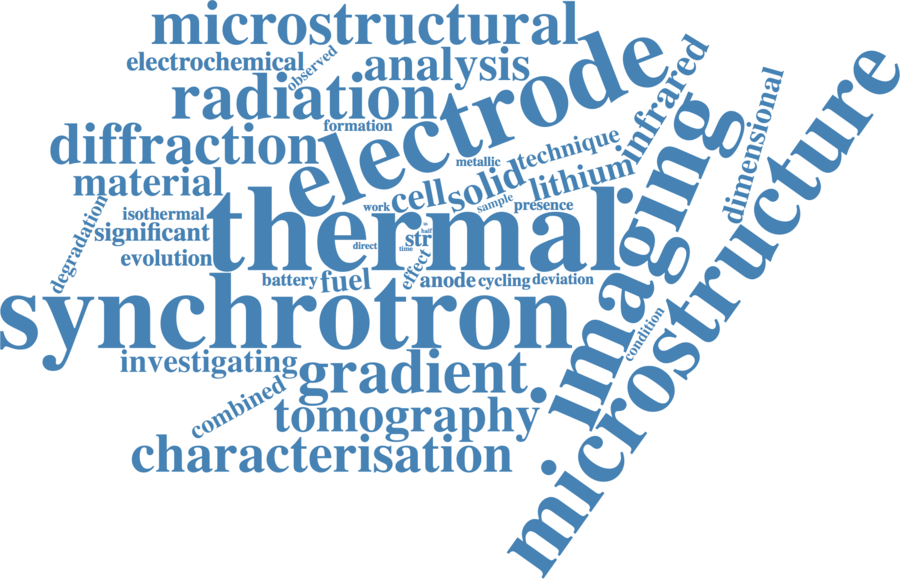 microstructural
electrochemical
observed
analysis
radiation
electrode
infrared
formation
diffraction
imaging
microstructure
dimensional
metallic
technique
material
work
cell
solid
lithium
sample
presence
degradation
isothermal
significant
thermal
direct
time
str
half
evolution
effect
battery
fuel
anode
cycling
deviation
synchrotron
condition
investigating
gradient
combined
tomography
characterisation